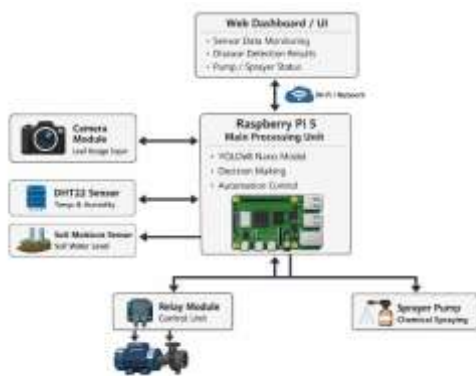 Web Dashboard / UI
• Sensor Data Monitoring
• Disease Detection Results
• Pump / Sprayer Status
Wi-Fi / Network
Raspberry Pi 5
Main Processing Unit
• YOLOv8 Nano Model
• Decision Making
• Automation Control
Camera
Module
Leaf Image Input
DHT22 Sensor
Temp & Humidity
Soil Moisture Sensor
Soil Water Level
Relay Module
Control Unit
Sprayer Pump
Chemical Spraying